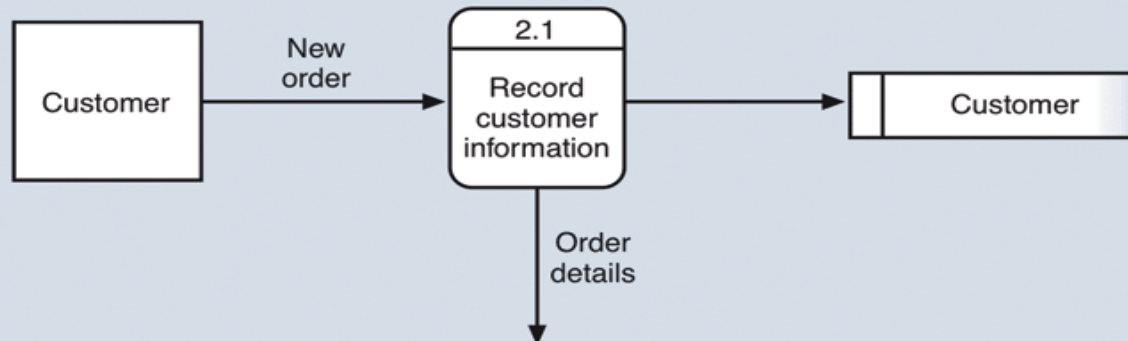 Customer
New
order
2.1
Record
customer
information
Customer
Order
details